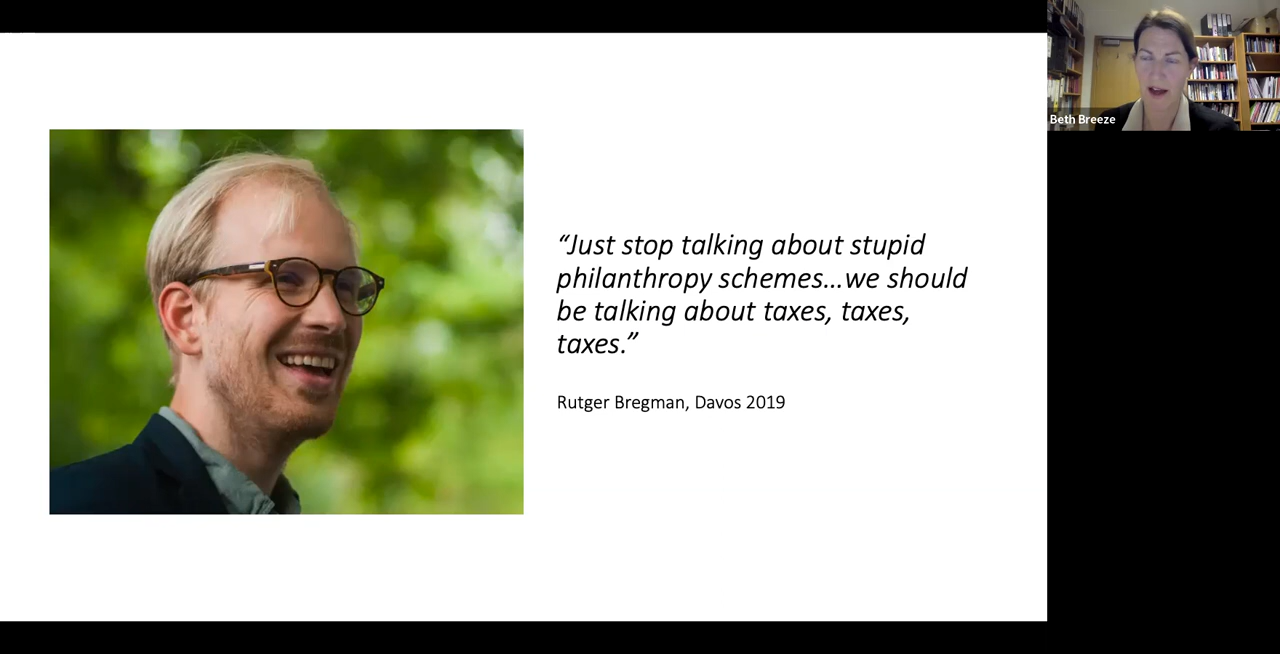 Beth Breeze
“Just stop talking about stupid
philanthropy schemes...we should
be talking about taxes, taxes,
taxes.”
Rutger Bregman, Davos 2019